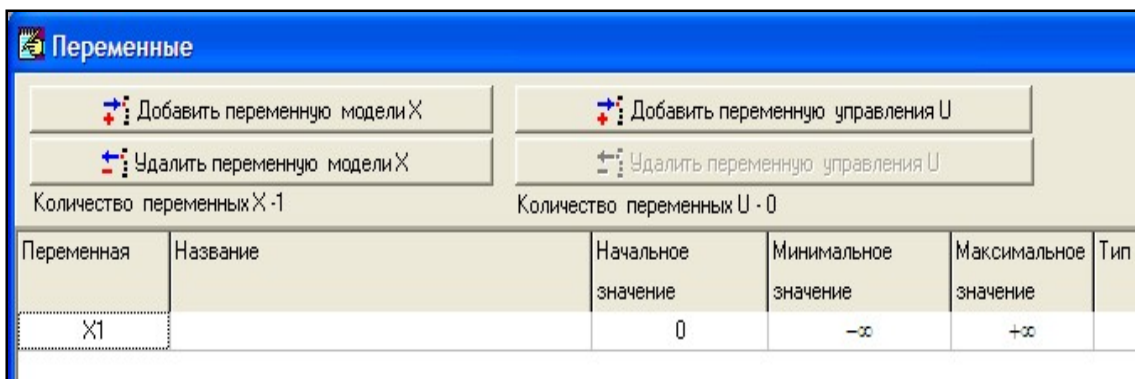 Переменные
Добавить переменную модели X
Добавить переменную управления U
Удалить переменную модели X
Удалить переменную управления U
Количество переменных X -1
Количество переменных U - 0
Переменная Название Начальное значение Минимальное значение Максимальное значение Тип
X1 0 -∞ +∞